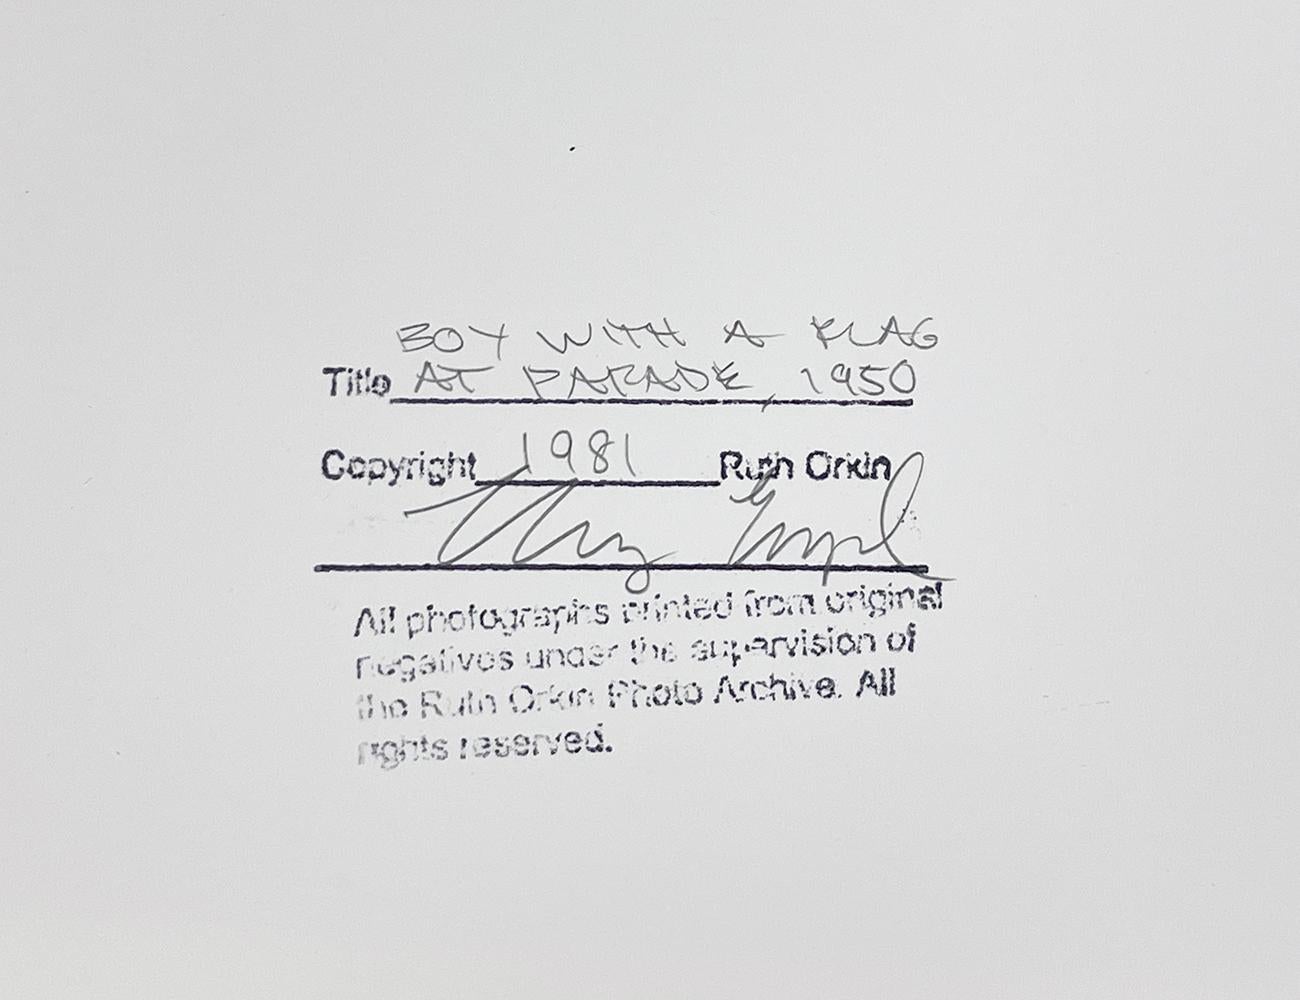 BOY WITH A FLAG
Title AT PARADE, 1950
Copyright 1981 Ruth Orkin
All photographs printed from original
negatives under the supervision of
the Ruth Orkin Photo Archive. All
rights reserved.